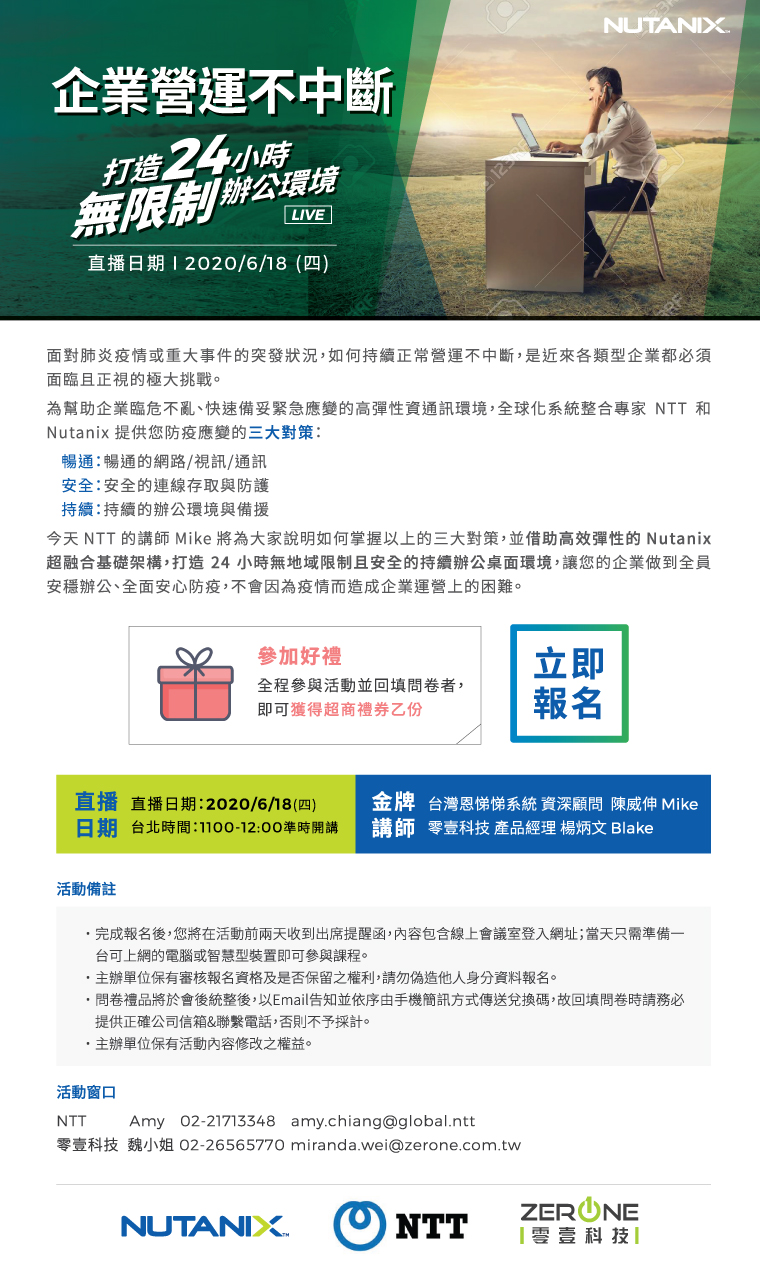 NUTANIX
企業營運不中斷
打造24小時
無限制辦公環境
LIVE
直播日期 | 2020/6/18 (四)
面對肺炎疫情或重大事件的突發狀況,如何持續正常營運不中斷,是近來各類型企業都必須
面臨且正視的極大挑戰。
為幫助企業臨危不亂、快速備妥緊急應變的高彈性資通訊環境,全球化系統整合專家 NTT 和
Nutanix 提供您防疫應變的三大對策:
暢通:暢通的網路/視訊/通訊
安全:安全的連線存取與防護
持續:持續的辦公環境與備援
今天 NTT 的講師 Mike 將為大家說明如何掌握以上的三大對策,並借助高效彈性的 Nutanix
超融合基礎架構,打造 24 小時無地域限制且安全的持續辦公桌面環境,讓您的企業做到全員
安穩辦公、全面安心防疫,不會因為疫情而造成企業運營上的困難。
參加好禮
全程參與活動並回填問卷者,
即可獲得超商禮券乙份
立即
報名
直播
日期
直播日期:2020/6/18(四)
台北時間:1100-12:00準時開講
金牌
講師
台灣恩悌悌系統 資深顧問 陳威伸 Mike
零壹科技 產品經理 楊炳文 Blake
活動備註
・完成報名後,您將在活動前兩天收到出席提醒函,內容包含線上會議室登入網址;當天只需準備一
台可上網的電腦或智慧型裝置即可參與課程。
・主辦單位保有審核報名資格及是否保留之權利,請勿偽造他人身分資料報名。
・問卷禮品將於會後統整後,以Email告知並依序由手機簡訊方式傳送兌換碼,故回填問卷時請務必
提供正確公司信箱&聯繫電話,否則不予採計。
・主辦單位保有活動內容修改之權益。
活動窗口
NTT Amy 02-21713348 amy.chiang@global.ntt
零壹科技 魏小姐 02-26565770 miranda.wei@zerone.com.tw
NUTANIX™
NTT
ZERONE
零壹科技